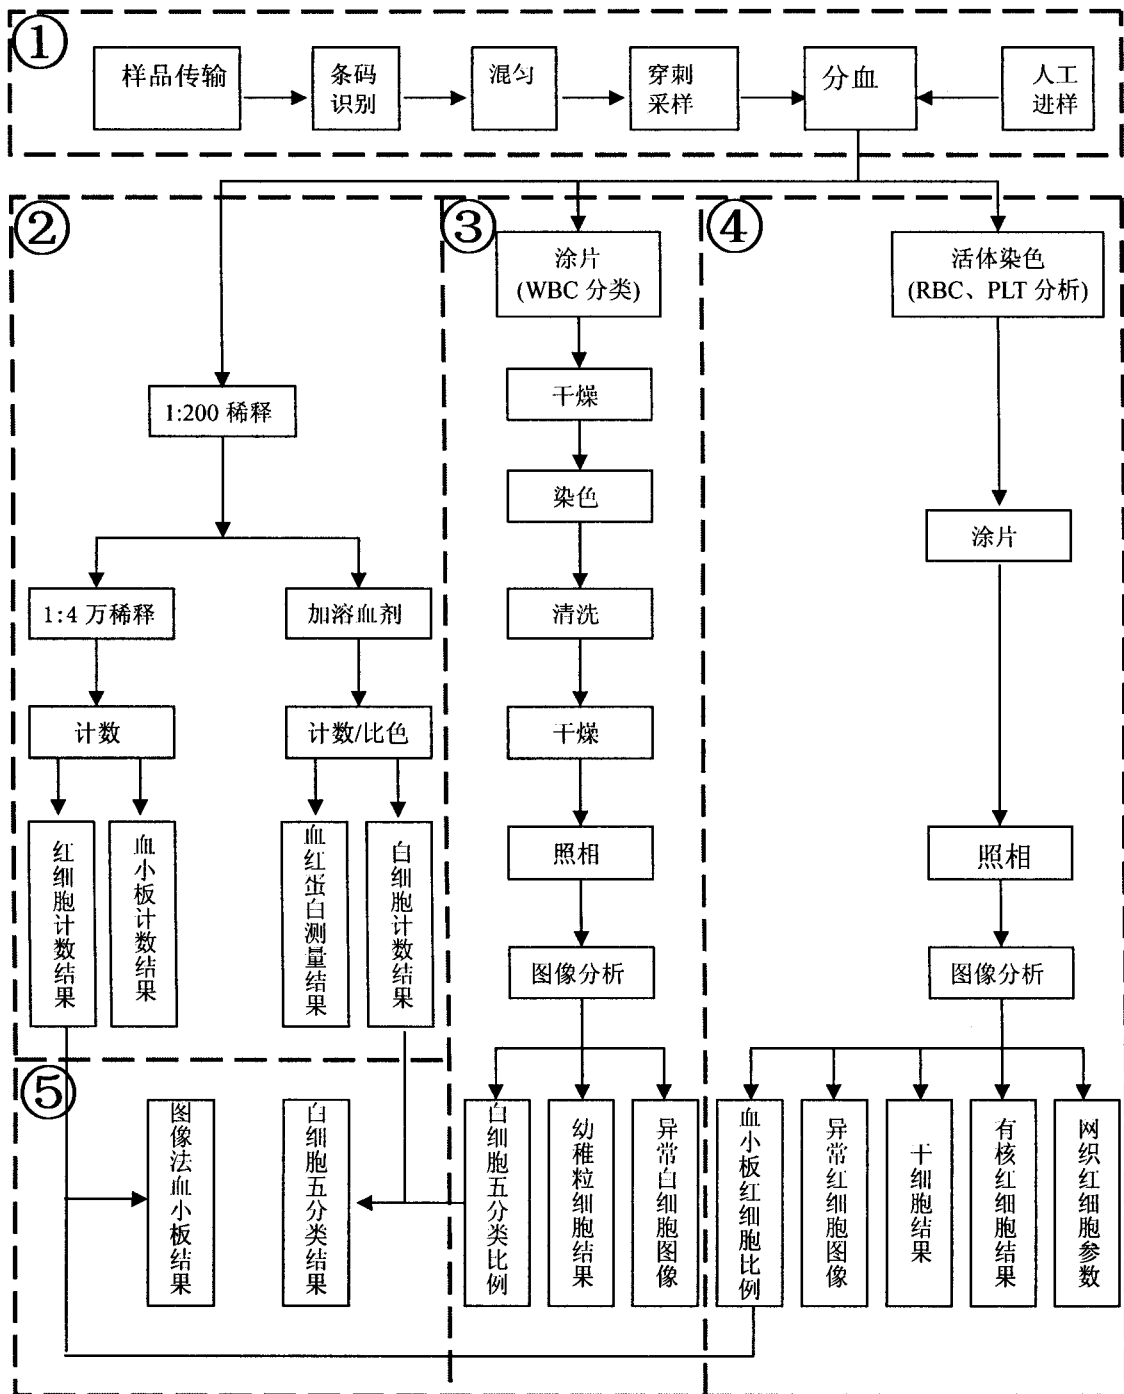 ①
样品传输
条码
识别
混匀
穿刺
采样
分血
人工
进样
②
1:200 稀释
1:4 万稀释
加溶血剂
计数
计数/比色
红细胞计数结果
血小板计数结果
血红蛋白测量结果
白细胞计数结果
③
涂片
(WBC 分类)
干燥
染色
清洗
干燥
照相
图像分析
白细胞五分类比例
幼稚粒细胞结果
异常白细胞图像
④
活体染色
(RBC、PLT 分析)
涂片
照相
图像分析
血小板红细胞比例
异常红细胞图像
干细胞结果
有核红细胞结果
网织红细胞参数
⑤
图像法血小板结果
白细胞五分类结果